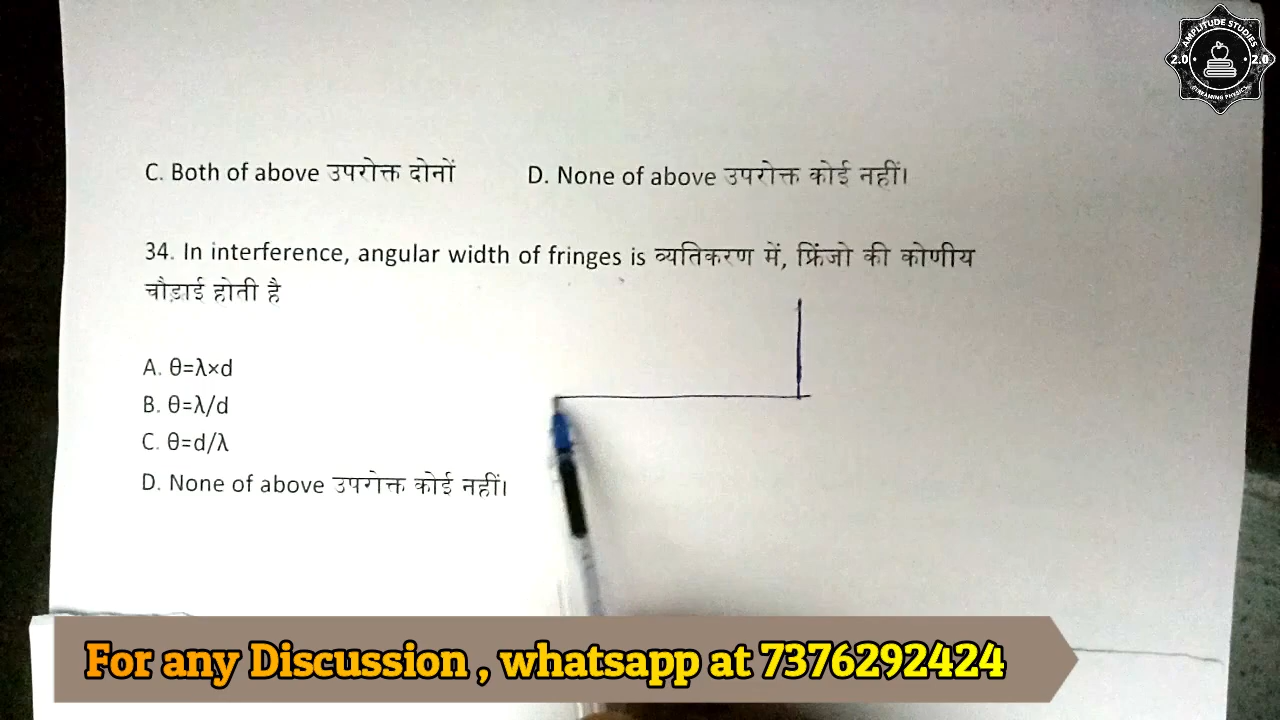 AMPLITUDE STUDIES
2.0 2.0
C. Both of above उपरोक्त दोनों D. None of above उपरोक्त कोई नहीं।
34. In interference, angular width of fringes is व्यतिकरण में, फ्रिंजो की कोणीय
चौड़ाई होती है
A. θ=λ×d
B. θ=λ/d
C. θ=d/λ
D. None of above उपरोक्त कोई नहीं।
For any Discussion , whatsapp at 7376292424